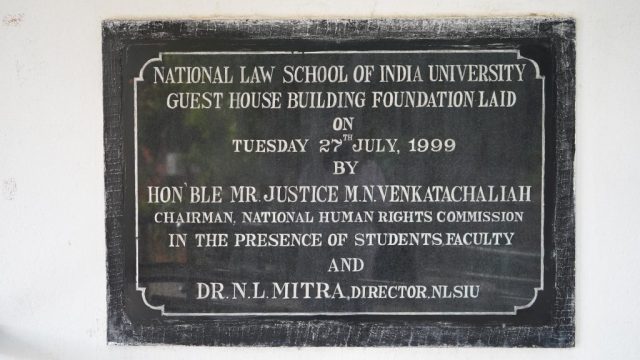 NATIONAL LAW SCHOOL OF INDIA UNIVERSITY
GUEST HOUSE BUILDING FOUNDATION LAID
ON
TUESDAY 27TH JULY, 1999
BY
HON'BLE MR. JUSTICE M.N.VENKATACHALIAH
CHAIRMAN, NATIONAL HUMAN RIGHTS COMMISSION
IN THE PRESENCE OF STUDENTS,FACULTY
AND
DR. N.L.MITRA,DIRECTOR,NLSIU